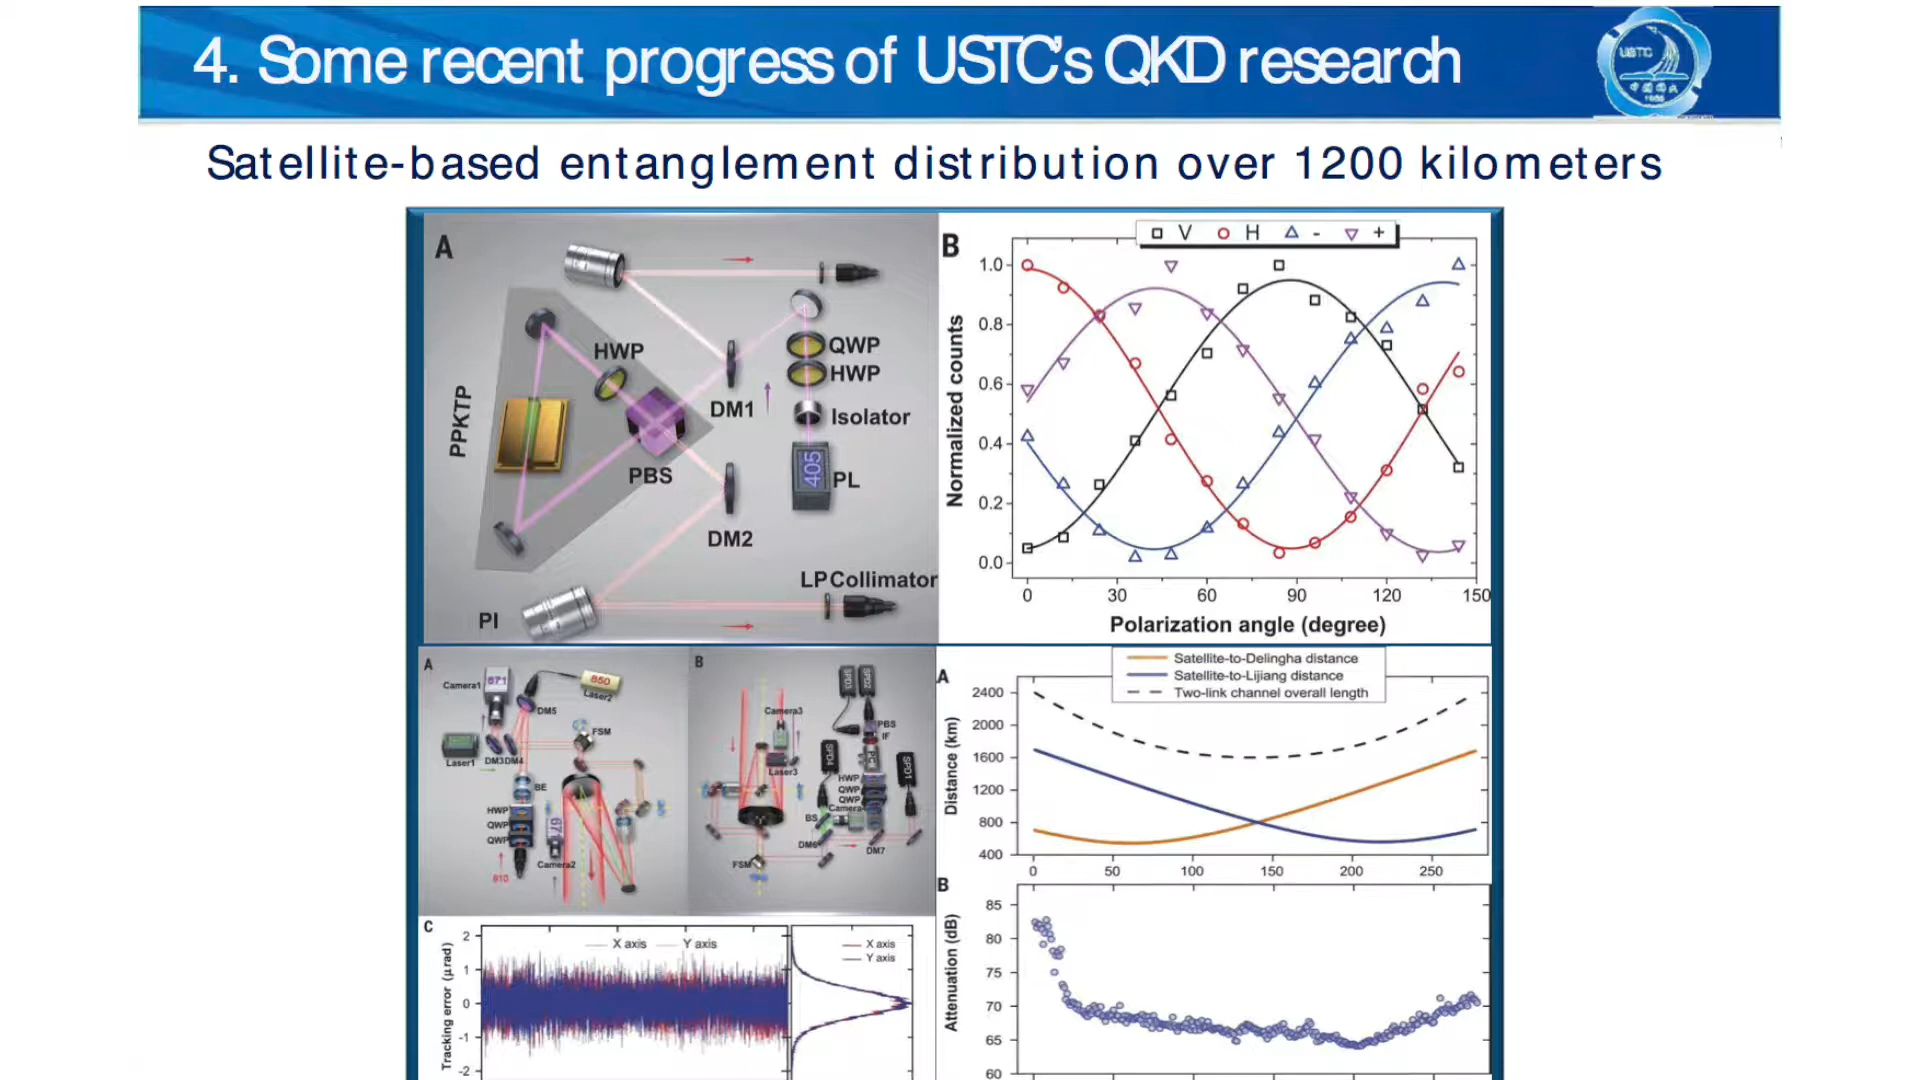 4. Some recent progress of USTC's QKD research
USTC
1958
Satellite-based entanglement distribution over 1200 kilometers
A
HWP
QWP
HWP
PPKTP
DM1
Isolator
PBS
405
PL
DM2
LP Collimator
PI
B
V H - +
1.0
0.8
0.6
0.4
0.2
0.0
Normalized counts
0 30 60 90 120 150
Polarization angle (degree)
A
Camera1
671
850
Laser2
DM5
FSM
Laser1
DM3 DM4
BE
HWP
QWP
QWP
671
Camera2
810
B
SPD3
SPD2
Camera3
PBS
IF
SPD4
Laser3
SPD1
HWP
QWP
QWP
Camera4
BS
DM6
DM7
FSM
A
Satellite-to-Delingha distance
Satellite-to-Lijiang distance
Two-link channel overall length
2400
2000
1600
1200
800
400
Distance (km)
0 50 100 150 200 250
B
85
80
75
70
65
60
Attenuation (dB)
C
X axis Y axis
X axis
Y axis
2
1
0
-1
-2
Tracking error (μrad)